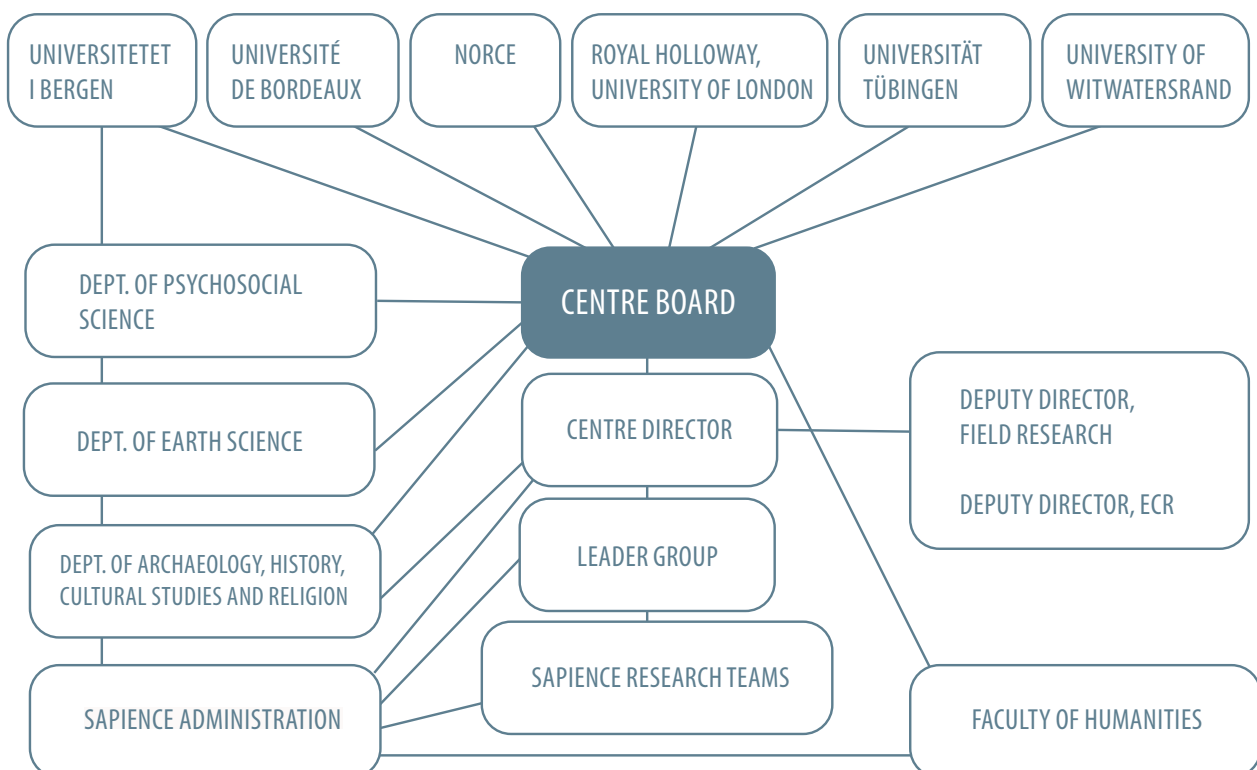 UNIVERSITETET
I BERGEN
UNIVERSITÉ
DE BORDEAUX
NORCE
ROYAL HOLLOWAY,
UNIVERSITY OF LONDON
UNIVERSITÄT
TÜBINGEN
UNIVERSITY OF
WITWATERSRAND
DEPT. OF PSYCHOSOCIAL
SCIENCE
CENTRE BOARD
DEPT. OF EARTH SCIENCE
CENTRE DIRECTOR
DEPUTY DIRECTOR,
FIELD RESEARCH
DEPUTY DIRECTOR, ECR
DEPT. OF ARCHAEOLOGY, HISTORY,
CULTURAL STUDIES AND RELIGION
LEADER GROUP
SAPIENCE RESEARCH TEAMS
SAPIENCE ADMINISTRATION
FACULTY OF HUMANITIES